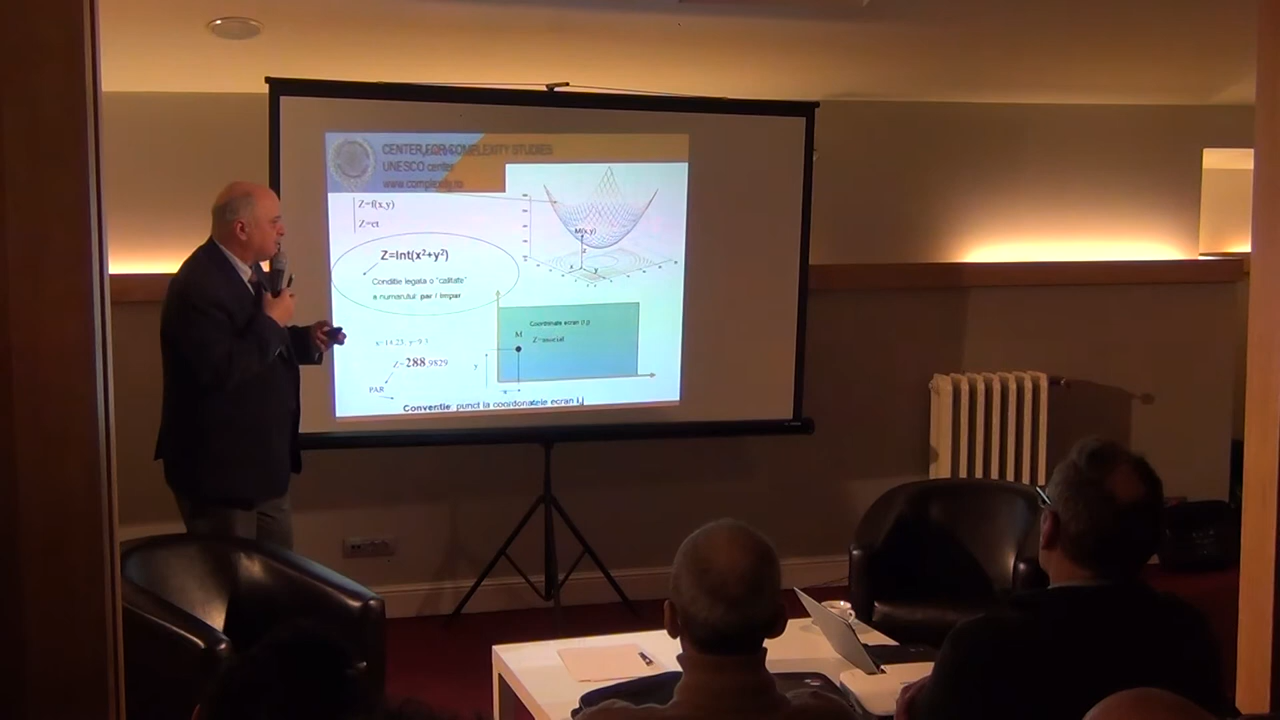 CENTER FOR COMPLEXITY STUDIES
UNESCO center
www.complexity.ro
Z=f(x,y)
Z=ct
M(x,y)
z
x
y
Z=Int(x²+y²)
Conditie legata o "calitate"
a numarului: par / impar
Coordonate ecran (i,j)
M
Z=asociat
Z=288,9829
y
x
PAR
Conventie: punct la coordonatele ecran i,j